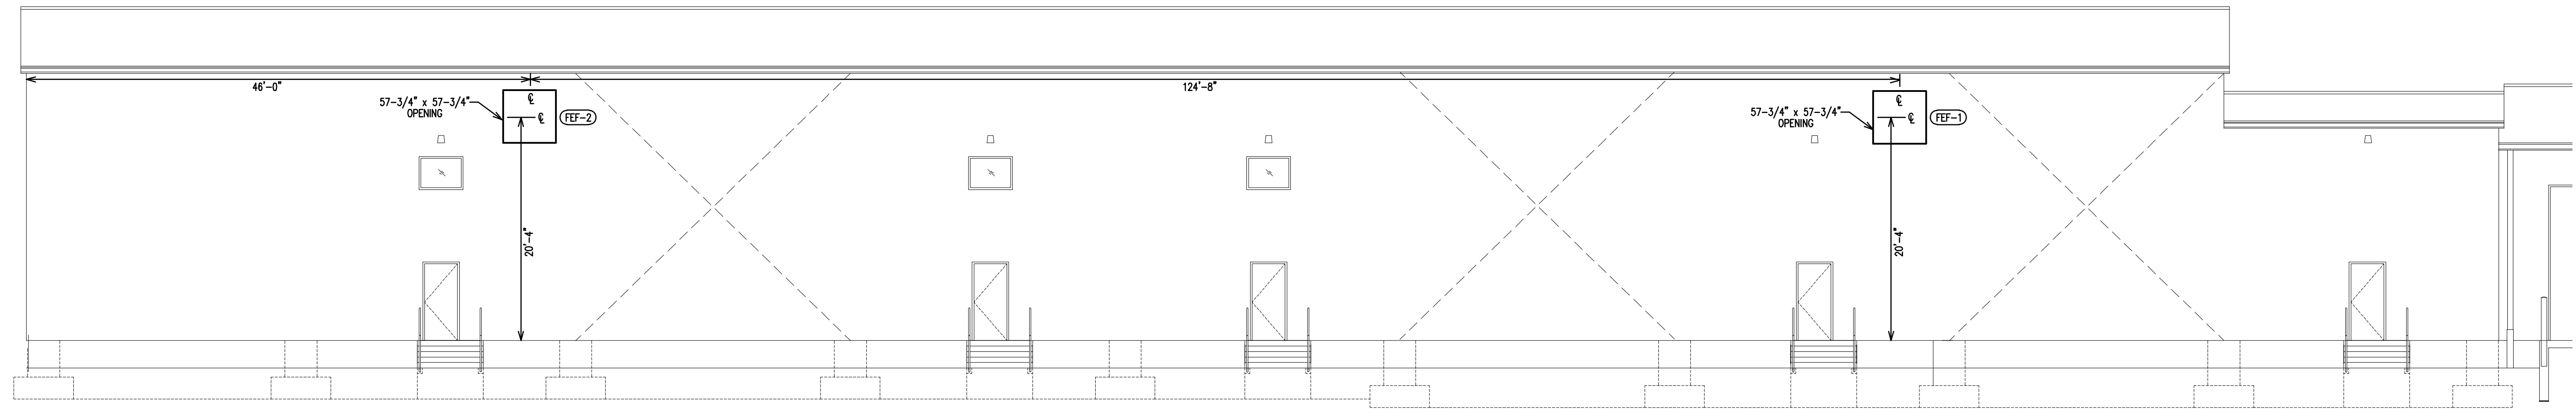 46'-0"
124'-8"
57-3/4" x 57-3/4"
OPENING
℄
℄
FEF-2
57-3/4" x 57-3/4"
OPENING
℄
℄
FEF-1
20'-4"
20'-4"